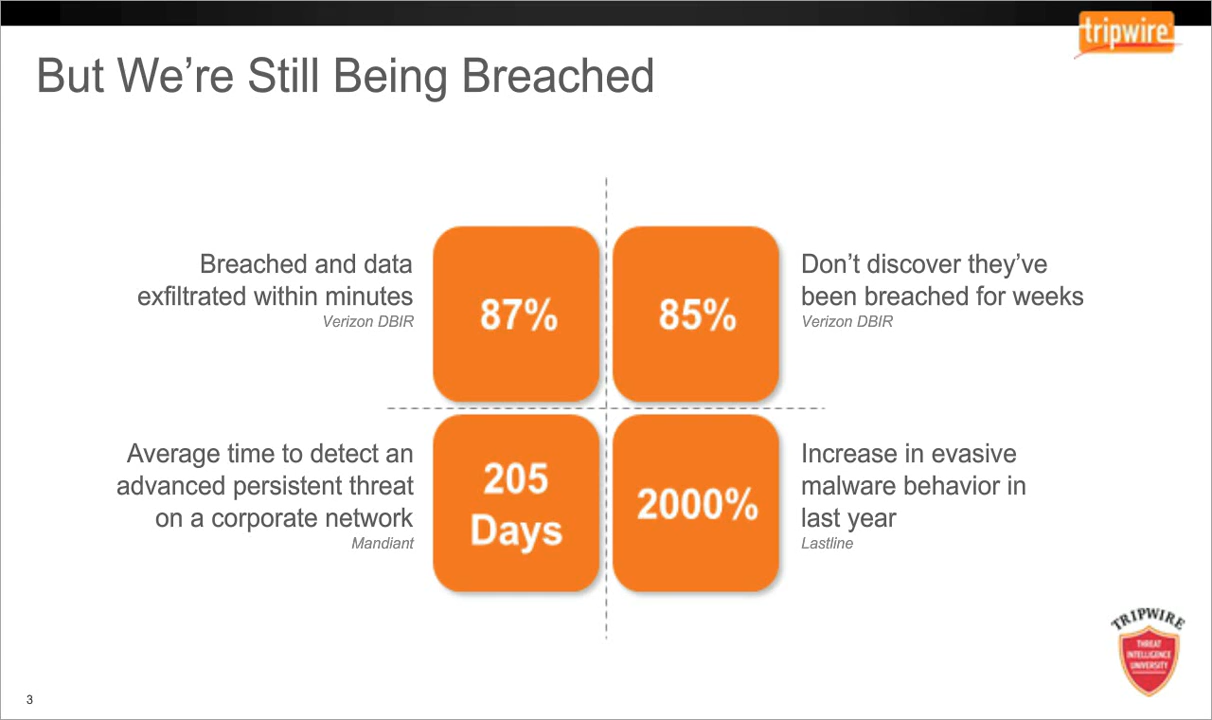 tripwire
But We're Still Being Breached
Breached and data
exfiltrated within minutes
Verizon DBIR
87%
85%
Don't discover they've
been breached for weeks
Verizon DBIR
Average time to detect an
advanced persistent threat
on a corporate network
Mandiant
205
Days
2000%
Increase in evasive
malware behavior in
last year
Lastline
TRIPWIRE
THREAT
INTELLIGENCE
UNIVERSITY
3